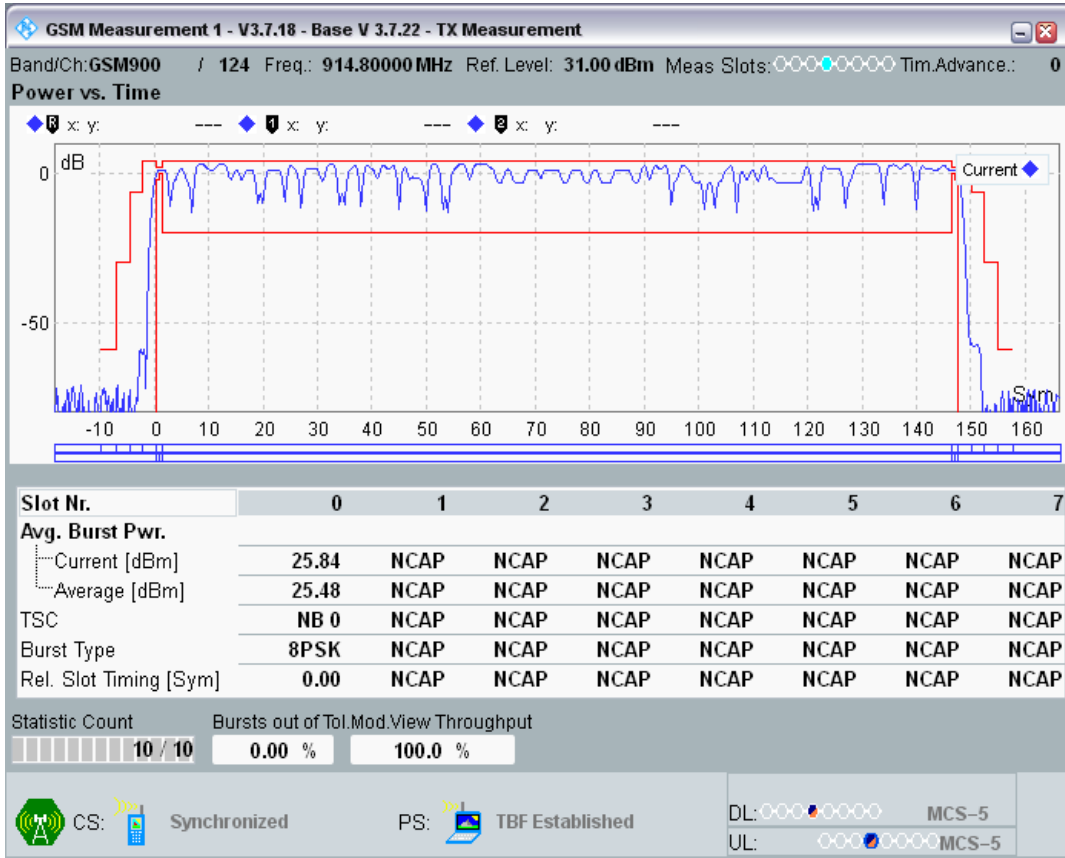 GSM Measurement 1 - V3.7.18 - Base V 3.7.22 - TX Measurement
Band/Ch:GSM900 / 124 Freq.: 914.80000 MHz Ref. Level: 31.00 dBm Meas Slots: Tim.Advance.: 0
Power vs. Time
R x: y: --- 1 x: y: --- 2 x: y: ---
dB
Current
0
-50
Sym
-10 0 10 20 30 40 50 60 70 80 90 100 110 120 130 140 150 160
Slot Nr. 0 1 2 3 4 5 6 7
Avg. Burst Pwr.
Current [dBm] 25.84 NCAP NCAP NCAP NCAP NCAP NCAP NCAP
Average [dBm] 25.48 NCAP NCAP NCAP NCAP NCAP NCAP NCAP
TSC NB 0 NCAP NCAP NCAP NCAP NCAP NCAP NCAP
Burst Type 8PSK NCAP NCAP NCAP NCAP NCAP NCAP NCAP
Rel. Slot Timing [Sym] 0.00 NCAP NCAP NCAP NCAP NCAP NCAP NCAP
Statistic Count Bursts out of Tol.Mod.View Throughput
10 / 10 0.00 % 100.0 %
CS: Synchronized PS: TBF Established DL: MCS-5
UL: MCS-5